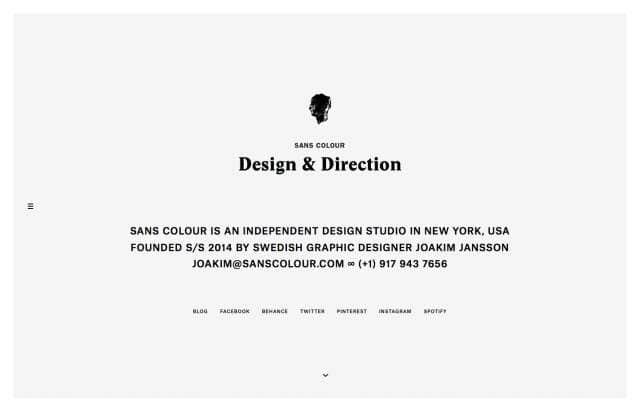 SANS COLOUR
Design & Direction
SANS COLOUR IS AN INDEPENDENT DESIGN STUDIO IN NEW YORK, USA
FOUNDED S/S 2014 BY SWEDISH GRAPHIC DESIGNER JOAKIM JANSSON
JOAKIM@SANSCOLOUR.COM ∞ (+1) 917 943 7656
BLOG FACEBOOK BEHANCE TWITTER PINTEREST INSTAGRAM SPOTIFY